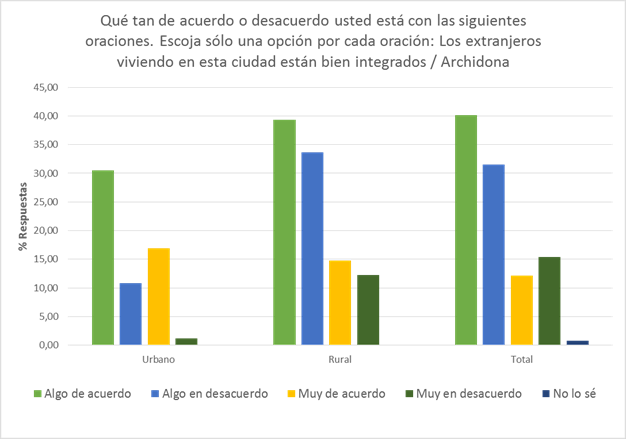 Qué tan de acuerdo o desacuerdo usted está con las siguientes
oraciones. Escoja sólo una opción por cada oración: Los extranjeros
viviendo en esta ciudad están bien integrados / Archidona
45,00
40,00
35,00
30,00
25,00
20,00
15,00
10,00
5,00
0,00
% Respuestas
Urbano Rural Total
Algo de acuerdo Algo en desacuerdo Muy de acuerdo Muy en desacuerdo No lo sé